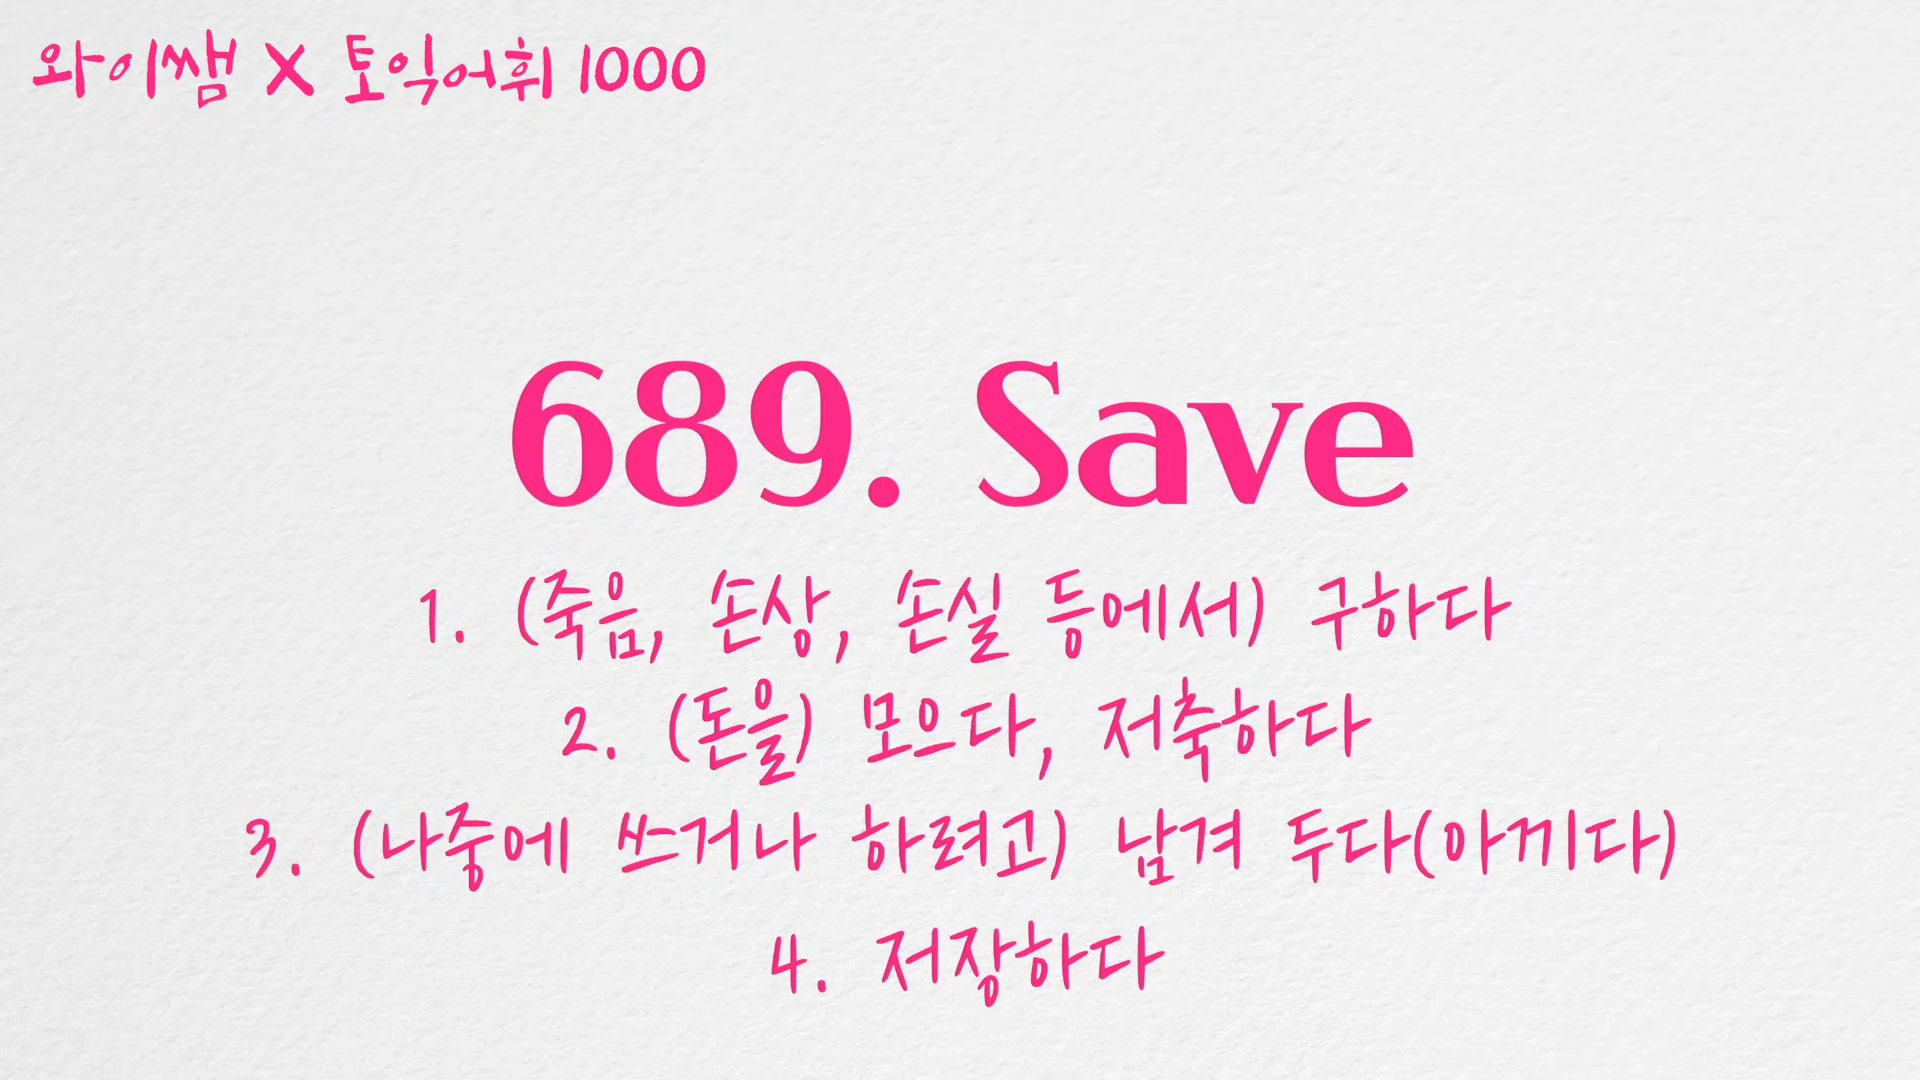 와이쌤 X 토익어휘 1000
689. Save
1. (죽음, 손상, 손실 등에서) 구하다
2. (돈을) 모으다, 저축하다
3. (나중에 쓰거나 하려고) 남겨 두다(아끼다)
4. 저장하다